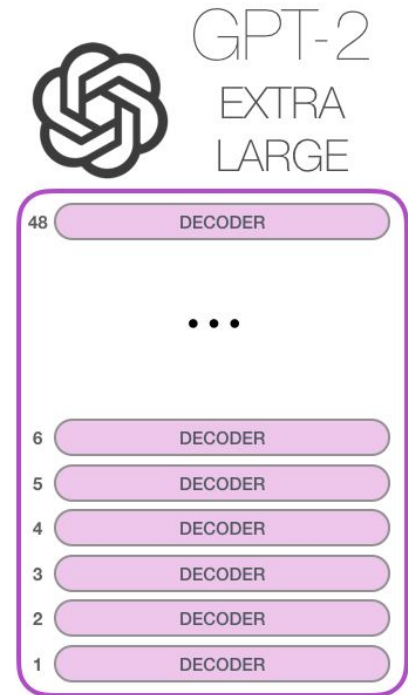 GPT-2
EXTRA
LARGE
48 DECODER
...
6 DECODER
5 DECODER
4 DECODER
3 DECODER
2 DECODER
1 DECODER